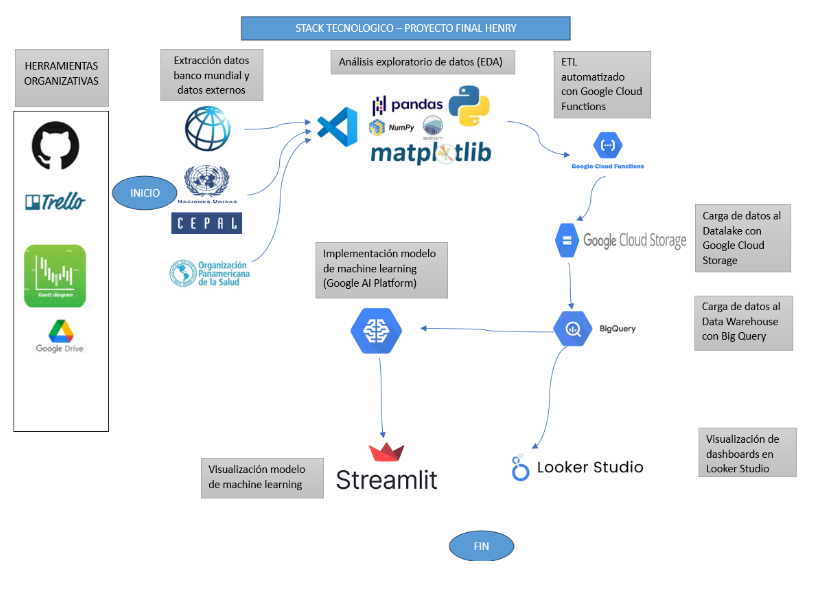 STACK TECNOLOGICO – PROYECTO FINAL HENRY
HERRAMIENTAS
ORGANIZATIVAS
Trello
Gantt diagram
Google Drive
INICIO
Extracción datos
banco mundial y
datos externos
NACIONES UNIDAS
CEPAL
Organización
Panamericana
de la Salud
Análisis exploratorio de datos (EDA)
pandas
NumPy
seaborn
matplotlib
ETL
automatizado
con Google Cloud
Functions
Google Cloud Functions
Google Cloud Storage
Carga de datos al
Datalake con
Google Cloud
Storage
Implementación modelo
de machine learning
(Google AI Platform)
BigQuery
Carga de datos al
Data Warehouse
con Big Query
Visualización modelo
de machine learning
Streamlit
Looker Studio
Visualización de
dashboards en
Looker Studio
FIN